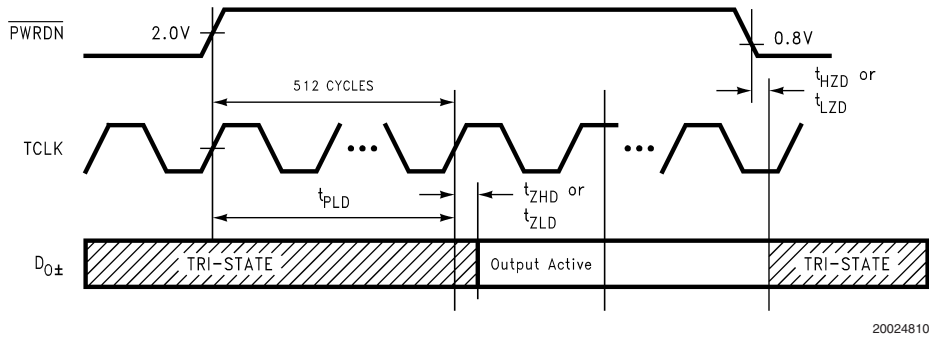 PWRDN
2.0V
0.8V
tHZD or
tLZD
512 CYCLES
TCLK
tPLD
tZHD or
tZLD
DO±
TRI-STATE
Output Active
TRI-STATE
20024810